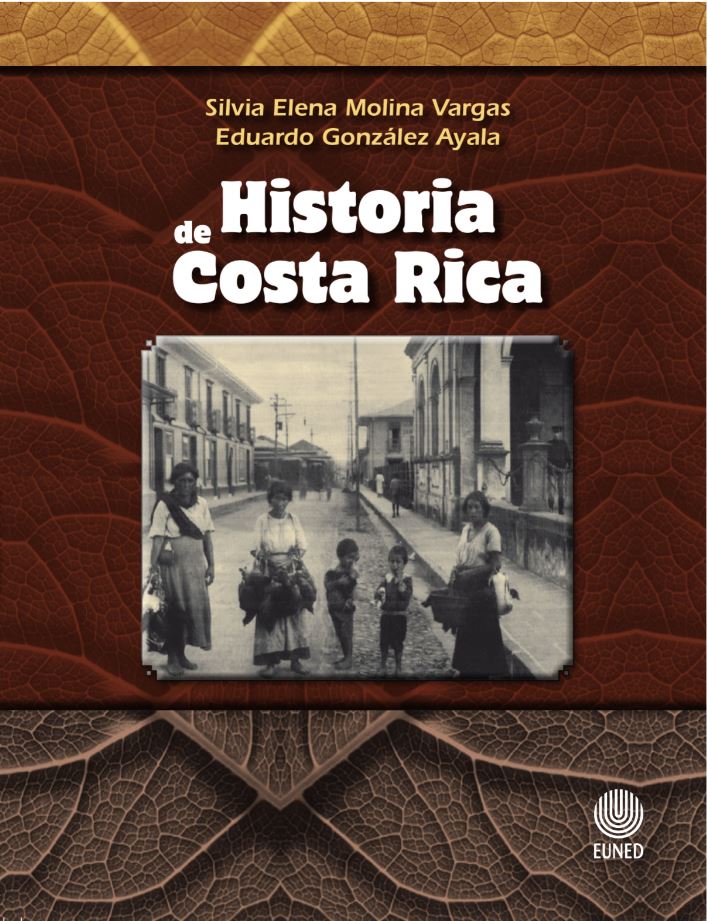 Silvia Elena Molina Vargas
Eduardo González Ayala
Historia
de
Costa Rica
EUNED